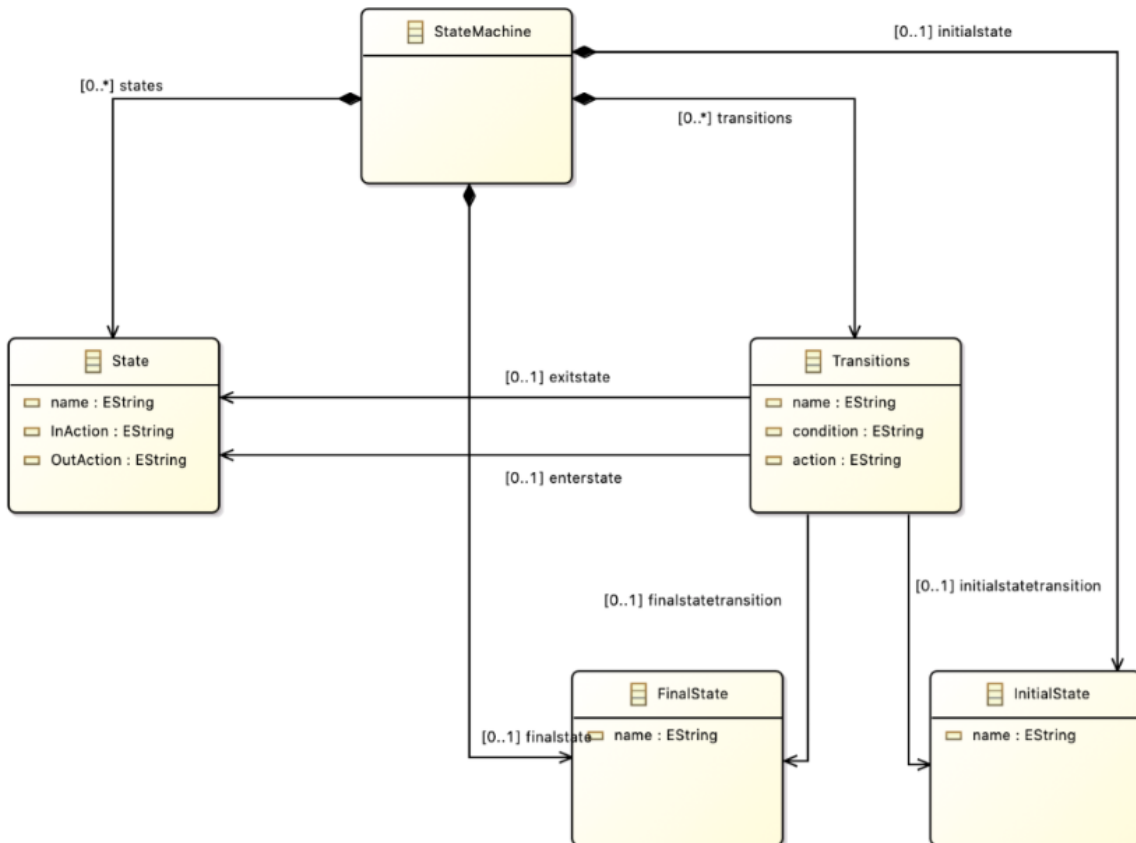 StateMachine
[0..1] initialstate
[0..*] states
[0..*] transitions
State
name : EString
InAction : EString
OutAction : EString
[0..1] exitstate
[0..1] enterstate
Transitions
name : EString
condition : EString
action : EString
[0..1] finalstatetransition
[0..1] initialstatetransition
[0..1] finalstate
FinalState
name : EString
InitialState
name : EString